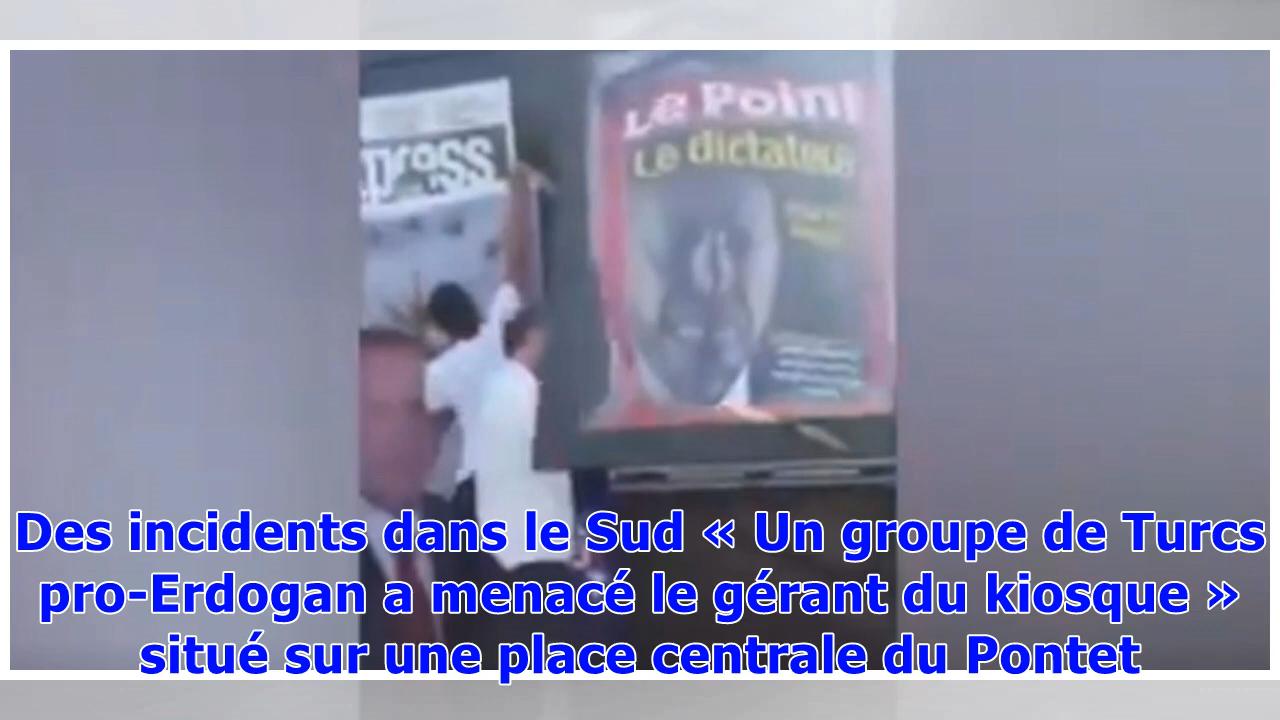 press
Le Point
Le dictateur
Des incidents dans le Sud « Un groupe de Turcs
pro-Erdogan a menacé le gérant du kiosque »
situé sur une place centrale du Pontet